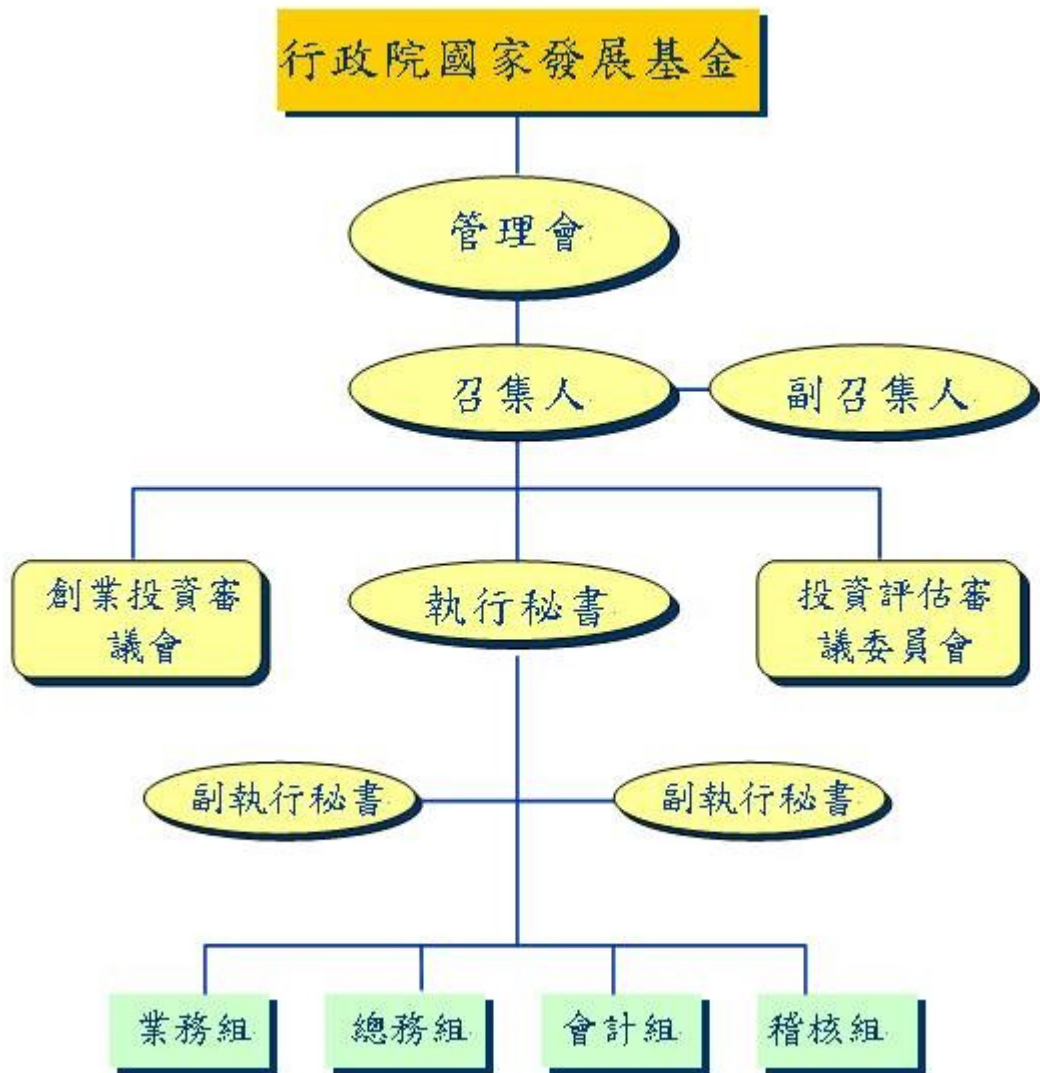 行政院國家發展基金
管理會
召集人
副召集人
創業投資審
議會
執行秘書
投資評估審
議委員會
副執行秘書
副執行秘書
業務組
總務組
會計組
稽核組